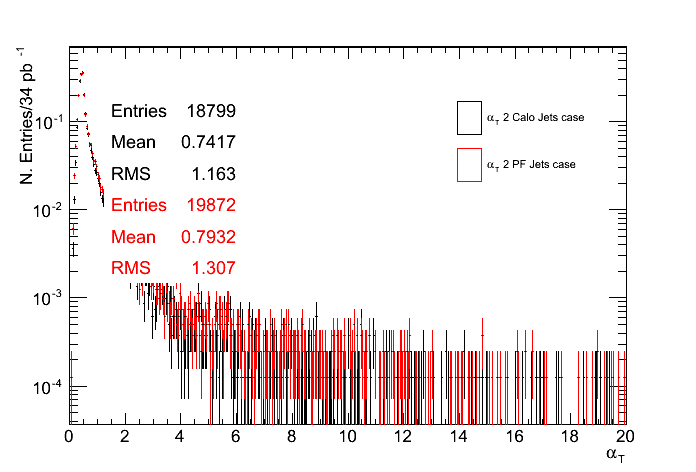 N. Entries/34 pb⁻¹
10⁻¹
10⁻²
10⁻³
10⁻⁴
Entries 18799
Mean 0.7417
RMS 1.163
Entries 19872
Mean 0.7932
RMS 1.307
α_T 2 Calo Jets case
α_T 2 PF Jets case
0 2 4 6 8 10 12 14 16 18 20
α_T